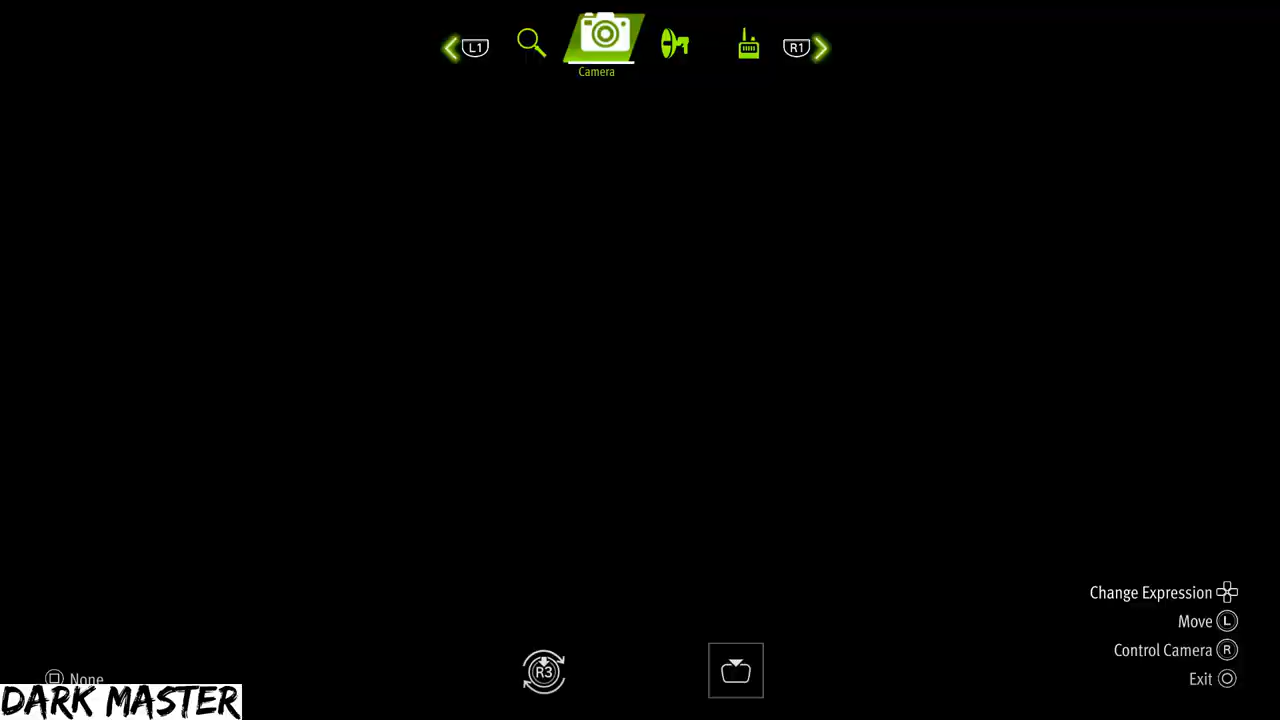 L1
R1
Camera
Change Expression
Move L
Control Camera R
R3
None
Exit
DARK MASTER